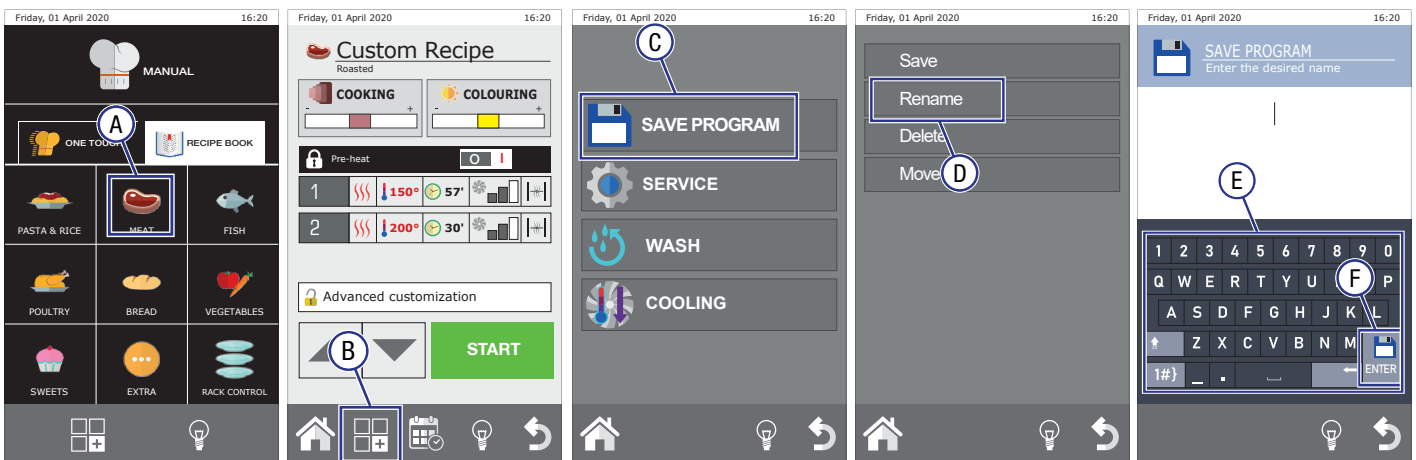 Friday, 01 April 2020 16:20
MANUAL
A
ONE TOUCH
RECIPE BOOK
PASTA & RICE
MEAT
FISH
POULTRY
BREAD
VEGETABLES
SWEETS
EXTRA
RACK CONTROL
Friday, 01 April 2020 16:20
Custom Recipe
Roasted
COOKING
- +
COLOURING
- +
Pre-heat O I
1 150° 57'
2 200° 30'
Advanced customization
B
START
Friday, 01 April 2020 16:20
C
SAVE PROGRAM
SERVICE
WASH
COOLING
Friday, 01 April 2020 16:20
Save
Rename
Delete
Move
D
Friday, 01 April 2020 16:20
SAVE PROGRAM
Enter the desired name
E
1 2 3 4 5 6 7 8 9 0
Q W E R T Y U P
F
A S D F G H J K L
Z X C V B N M
ENTER
1#} _ .